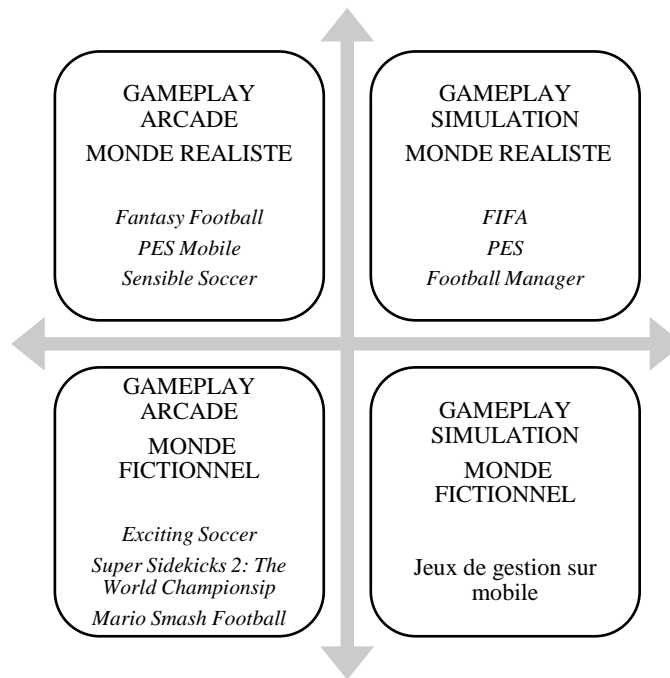 GAMEPLAY
ARCADE
MONDE REALISTE
Fantasy Football
PES Mobile
Sensible Soccer
GAMEPLAY
SIMULATION
MONDE REALISTE
FIFA
PES
Football Manager
GAMEPLAY
ARCADE
MONDE
FICTIONNEL
Exciting Soccer
Super Sidekicks 2: The
World Championsip
Mario Smash Football
GAMEPLAY
SIMULATION
MONDE
FICTIONNEL
Jeux de gestion sur
mobile